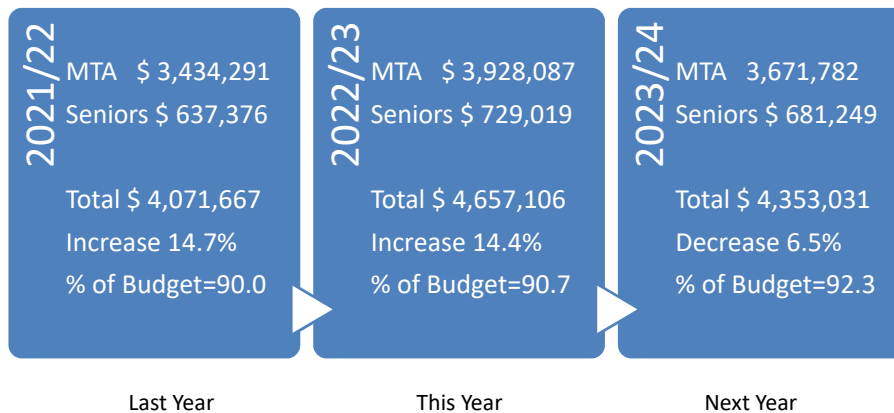 2021/22
MTA $ 3,434,291
Seniors $ 637,376
Total $ 4,071,667
Increase 14.7%
% of Budget=90.0
2022/23
MTA $ 3,928,087
Seniors $ 729,019
Total $ 4,657,106
Increase 14.4%
% of Budget=90.7
2023/24
MTA 3,671,782
Seniors $ 681,249
Total $ 4,353,031
Decrease 6.5%
% of Budget=92.3
Last Year
This Year
Next Year